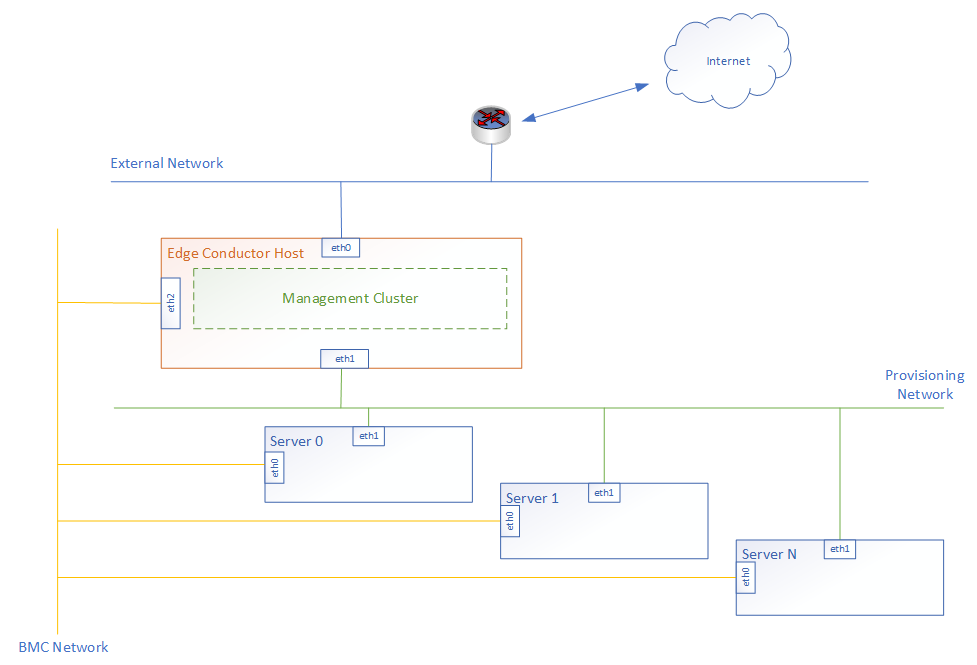 Internet
External Network
eth0
Edge Conductor Host
eth2
Management Cluster
eth1
Provisioning
Network
Server 0
eth1
eth0
Server 1
eth1
eth0
Server N
eth1
eth0
BMC Network